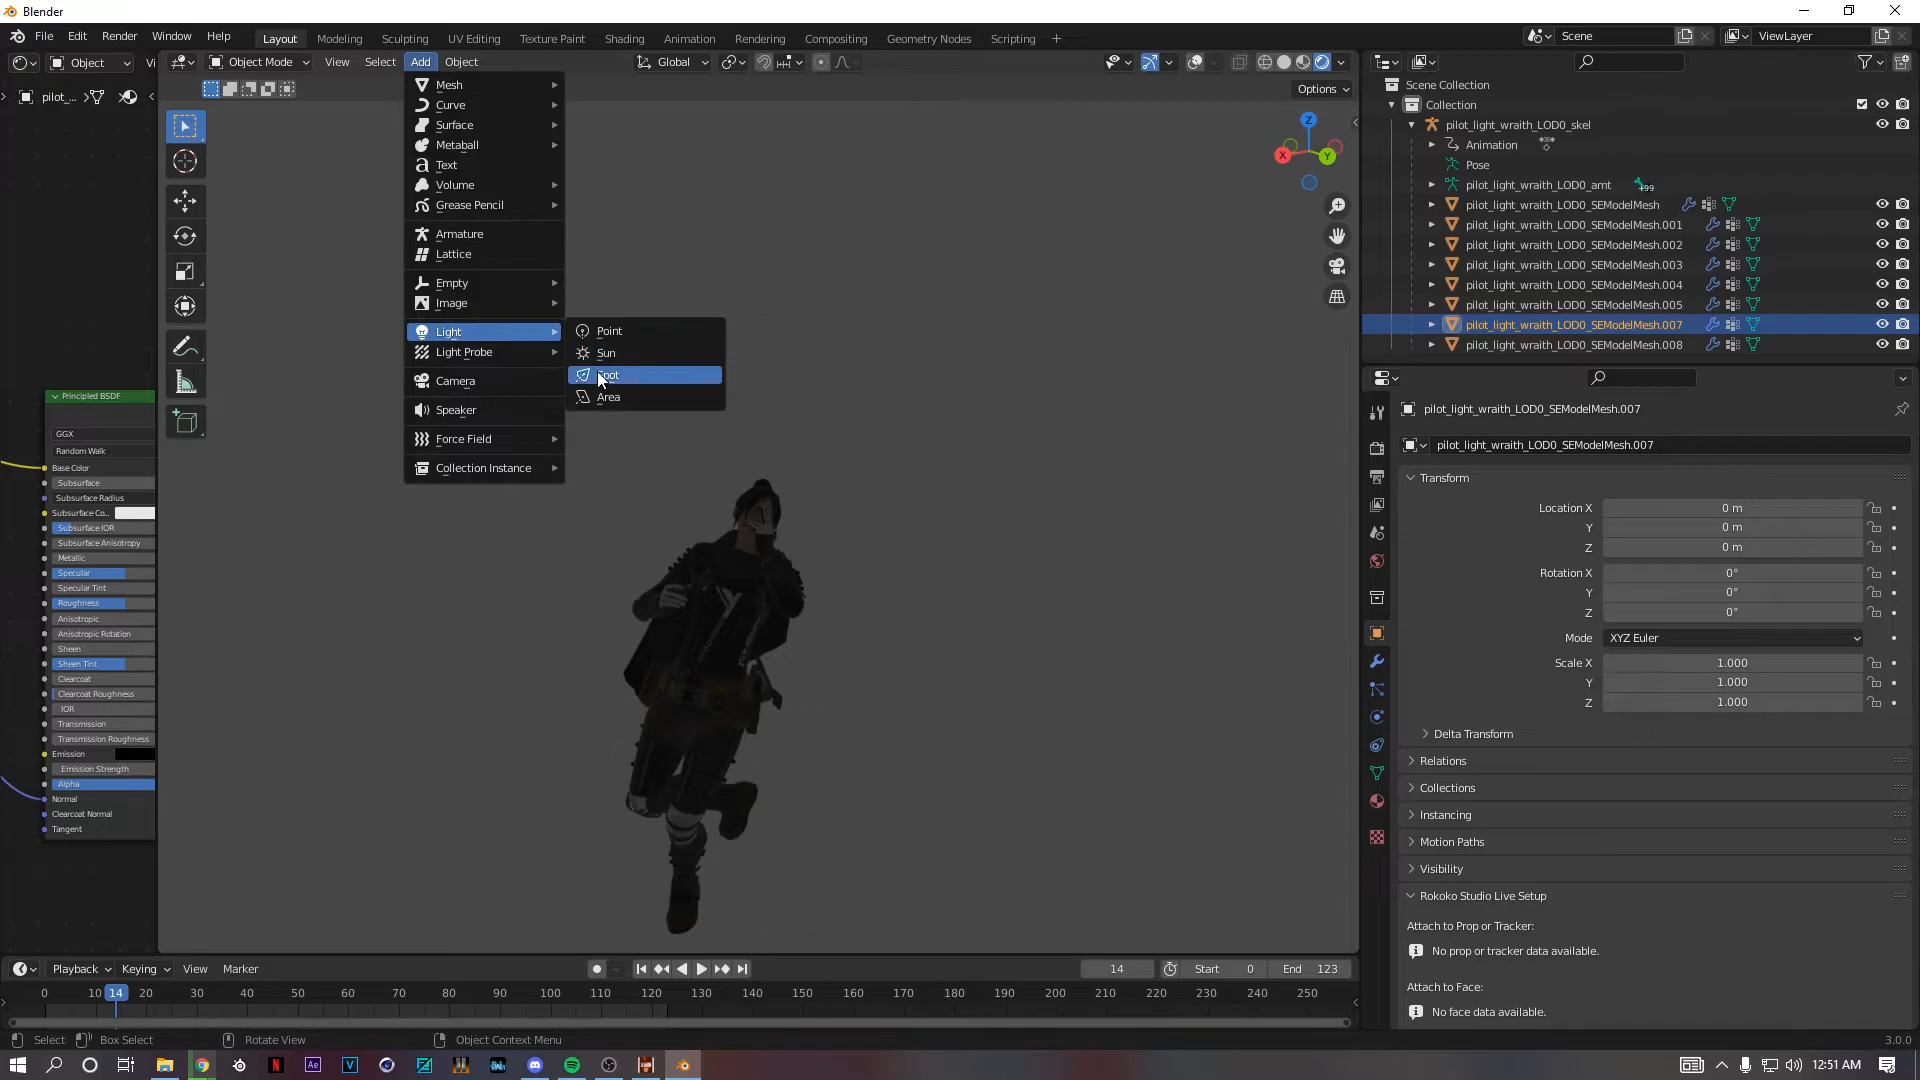 Blender
File Edit Render Window Help
Layout Modeling Sculpting UV Editing Texture Paint Shading Animation Rendering Compositing Geometry Nodes Scripting +
Scene
ViewLayer
Object
Vi
Object Mode
View Select Add Object
Global
pilot_...
Options
Mesh
Curve
Surface
Metaball
Text
Volume
Grease Pencil
Armature
Lattice
Empty
Image
Light
Light Probe
Camera
Speaker
Force Field
Collection Instance
Point
Sun
Spot
Area
Z
X
Y
Principled BSDF
GGX
Random Walk
Base Color
Subsurface
Subsurface Radius
Subsurface Co...
Subsurface IOR
Subsurface Anisotropy
Metallic
Specular
Specular Tint
Roughness
Anisotropic
Anisotropic Rotation
Sheen
Sheen Tint
Clearcoat
Clearcoat Roughness
IOR
Transmission
Transmission Roughness
Emission
Emission Strength
Alpha
Normal
Clearcoat Normal
Tangent
Scene Collection
Collection
pilot_light_wraith_LOD0_skel
Animation
Pose
pilot_light_wraith_LOD0_amt +99
pilot_light_wraith_LOD0_SEModelMesh
pilot_light_wraith_LOD0_SEModelMesh.001
pilot_light_wraith_LOD0_SEModelMesh.002
pilot_light_wraith_LOD0_SEModelMesh.003
pilot_light_wraith_LOD0_SEModelMesh.004
pilot_light_wraith_LOD0_SEModelMesh.005
pilot_light_wraith_LOD0_SEModelMesh.007
pilot_light_wraith_LOD0_SEModelMesh.008
pilot_light_wraith_LOD0_SEModelMesh.007
pilot_light_wraith_LOD0_SEModelMesh.007
Transform
Location X 0 m
Y 0 m
Z 0 m
Rotation X 0°
Y 0°
Z 0°
Mode XYZ Euler
Scale X 1.000
Y 1.000
Z 1.000
Delta Transform
Relations
Collections
Instancing
Motion Paths
Visibility
Rokoko Studio Live Setup
Attach to Prop or Tracker:
No prop or tracker data available.
Attach to Face:
No face data available.
Playback Keying View Marker
14
Start 0
End 123
0 10 14 20 30 40 50 60 70 80 90 100 110 120 130 140 150 160 170 180 190 200 210 220 230 240 250
Select Box Select Rotate View Object Context Menu
3.0.0
N Ae V
12:51 AM